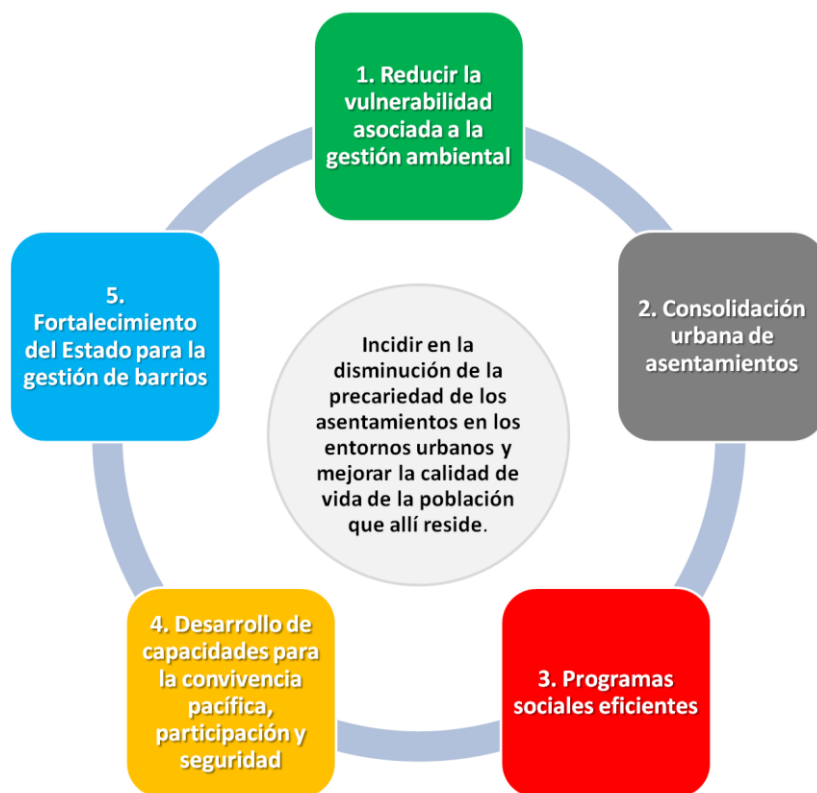 1. Reducir la
vulnerabilidad
asociada a la
gestión ambiental
2. Consolidación
urbana de
asentamientos
3. Programas
sociales eficientes
4. Desarrollo de
capacidades para
la convivencia
pacífica,
participación y
seguridad
5.
Fortalecimiento
del Estado para la
gestión de barrios
Incidir en la
disminución de la
precariedad de los
asentamientos en los
entornos urbanos y
mejorar la calidad de
vida de la población
que allí reside.